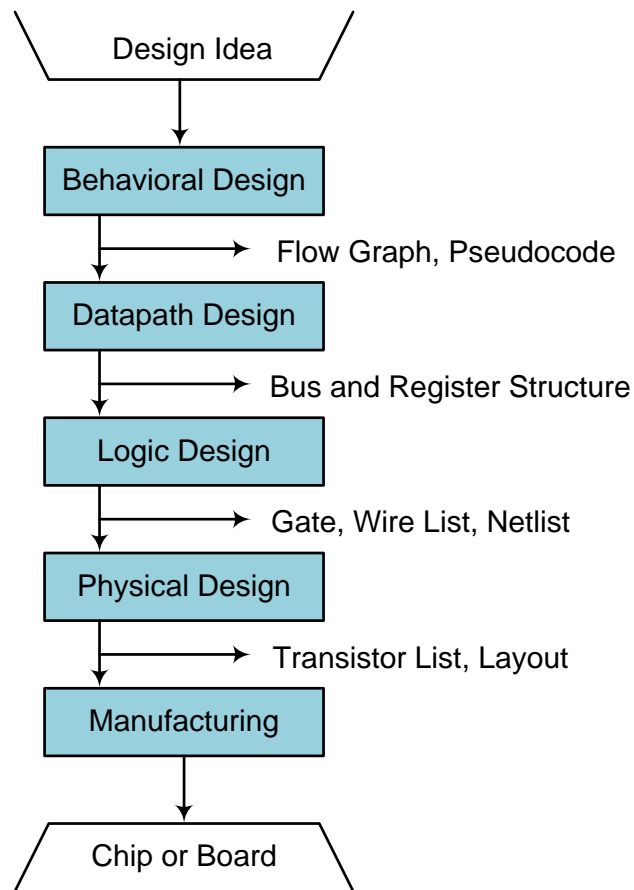 Design Idea
Behavioral Design
Flow Graph, Pseudocode
Datapath Design
Bus and Register Structure
Logic Design
Gate, Wire List, Netlist
Physical Design
Transistor List, Layout
Manufacturing
Chip or Board